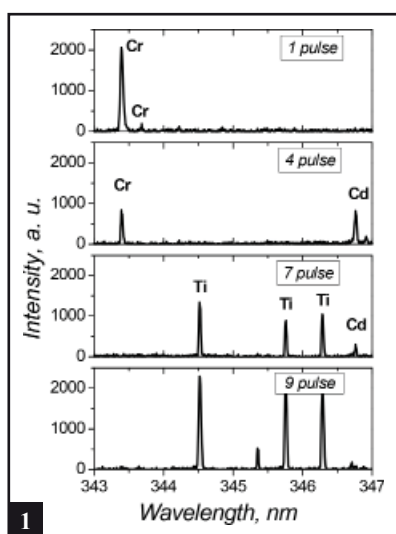 1 pulse
2000
Cr
1000
Cr
0
4 pulse
2000
1000
Cr
Cd
0
7 pulse
2000
1000
Ti
Ti
Ti
Cd
0
9 pulse
2000
1000
0
343 344 345 346 347
Intensity, a. u.
Wavelength, nm
1